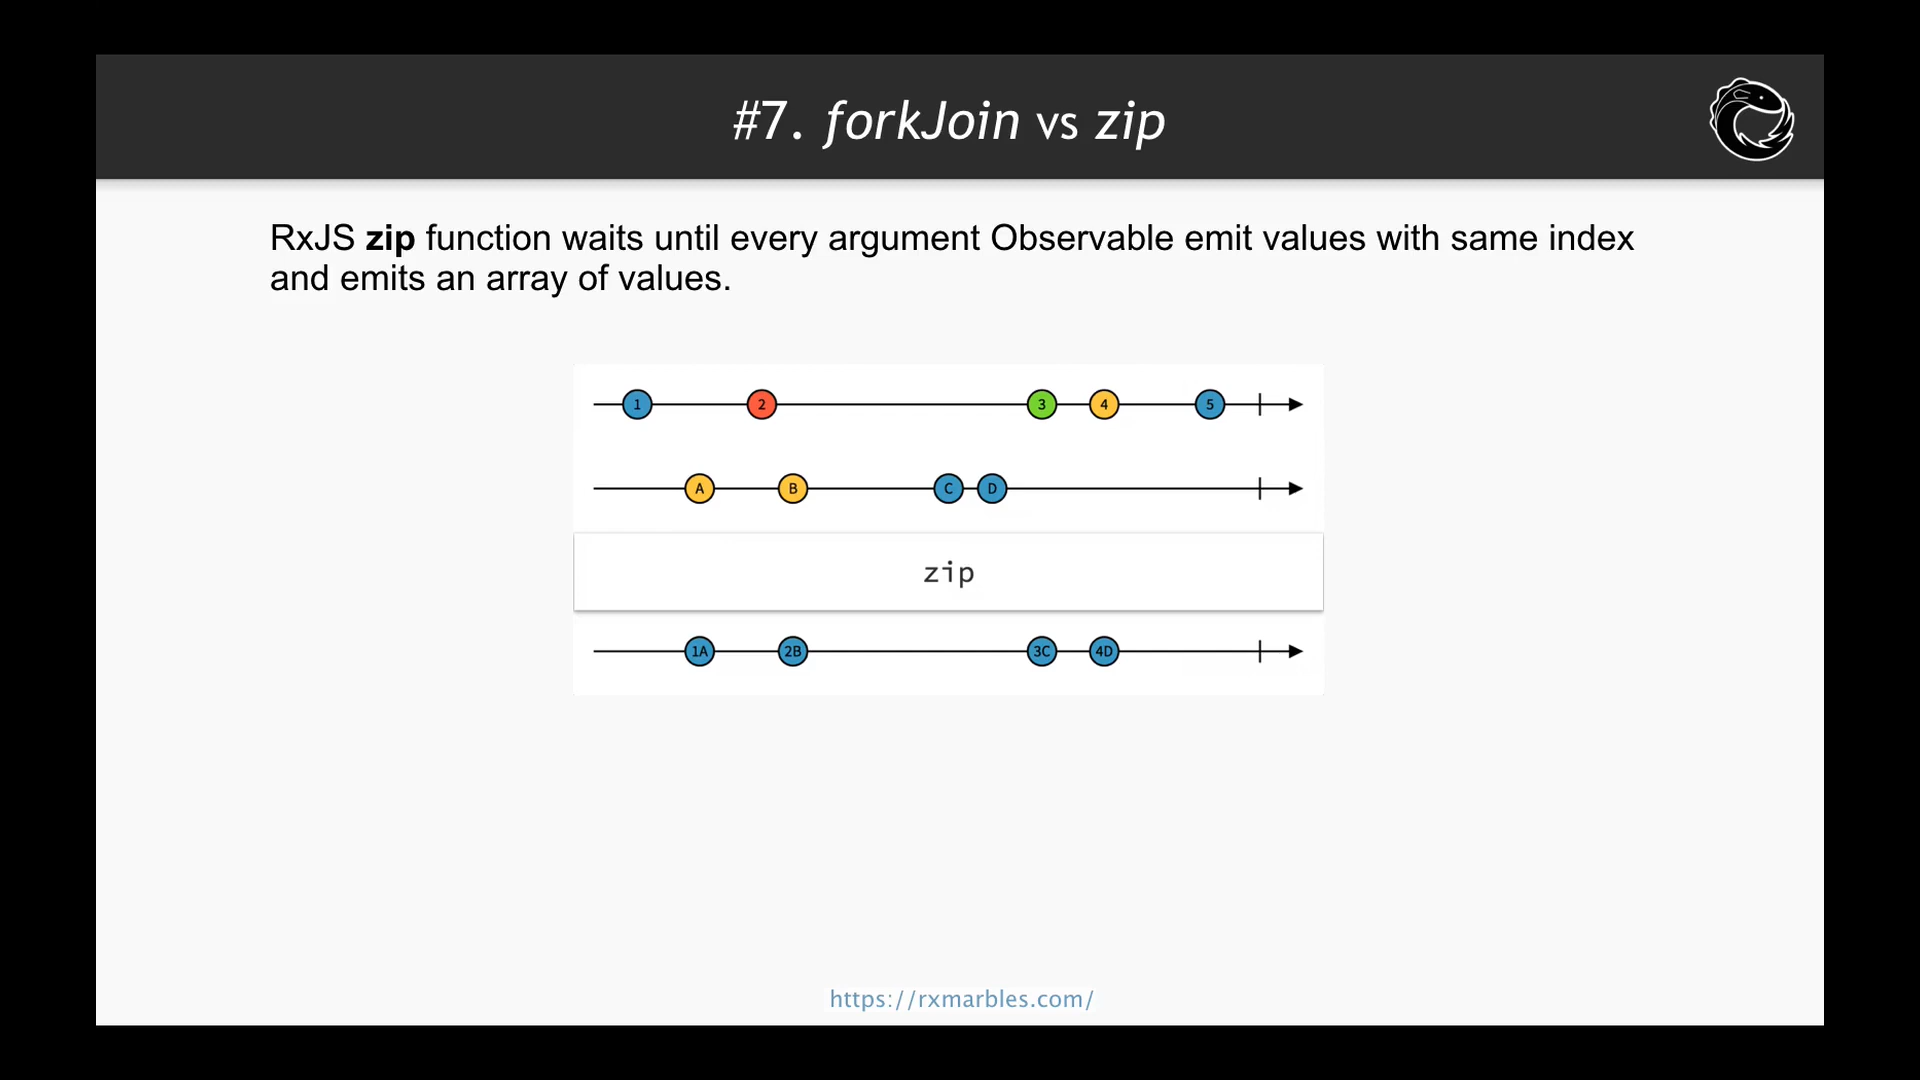 #7. forkJoin vs zip
RxJS zip function waits until every argument Observable emit values with same index
and emits an array of values.
1 2 3 4 5
A B C D
zip
1A 2B 3C 4D
https://rxmarbles.com/